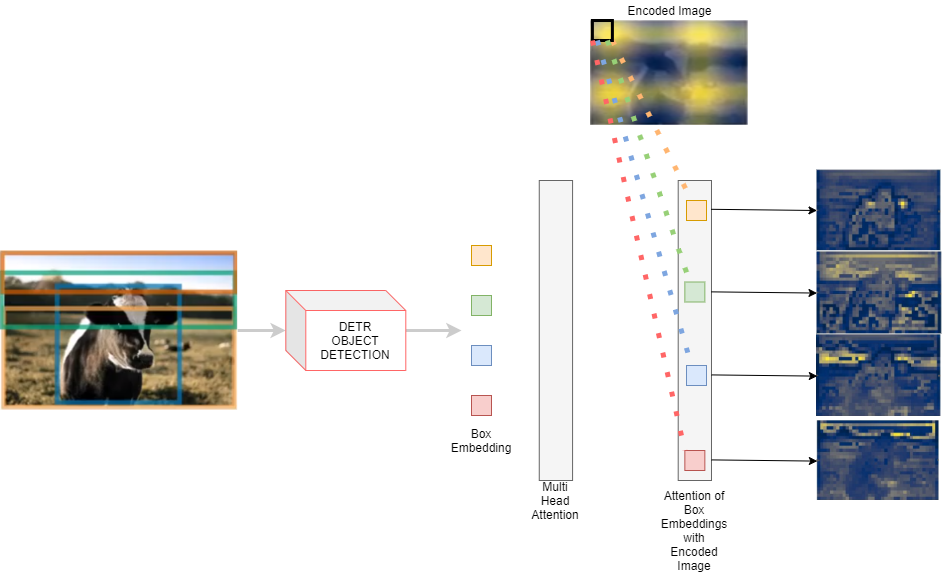 Encoded Image
DETR
OBJECT
DETECTION
Box
Embedding
Multi
Head
Attention
Attention of
Box
Embeddings
with
Encoded
Image